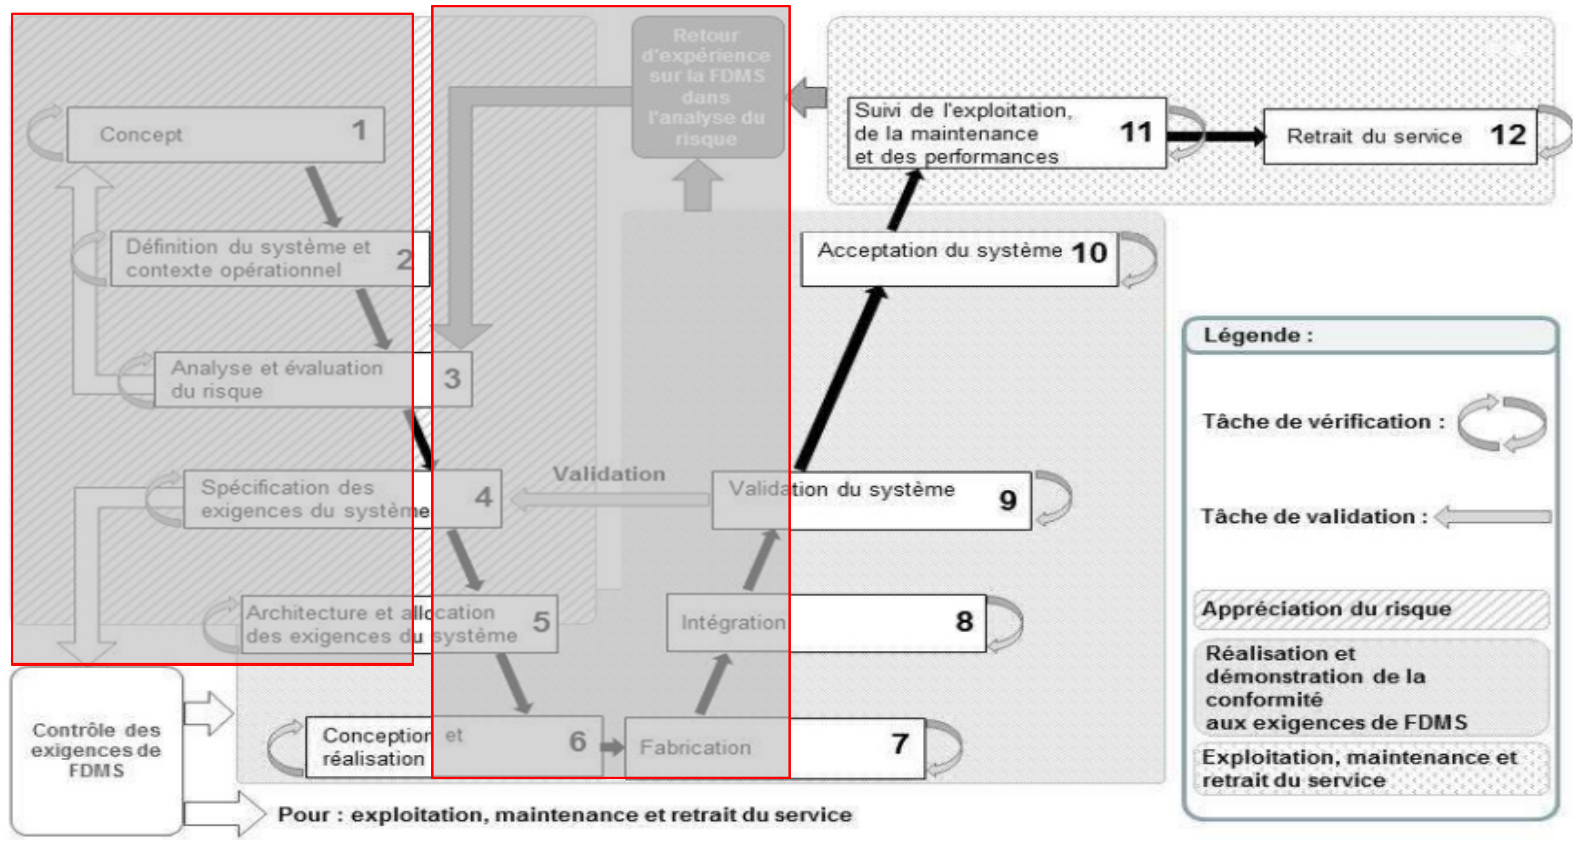 Retour
d'expérience
sur la FDMS
dans
l'analyse du
risque
Concept 1
Suivi de l'exploitation,
de la maintenance
et des performances
11
Retrait du service 12
Définition du système et
contexte opérationnel
2
Acceptation du système 10
Analyse et évaluation
du risque
3
Spécification des
exigences du système
4
Validation
Validation du système
9
Architecture et allocation
des exigences du système
5
Intégration 8
Conception et
réalisation
6
Fabrication 7
Contrôle des
exigences de
FDMS
Pour : exploitation, maintenance et retrait du service
Légende :
Tâche de vérification :
Tâche de validation :
Appréciation du risque
Réalisation et
démonstration de la
conformité
aux exigences de FDMS
Exploitation, maintenance et
retrait du service